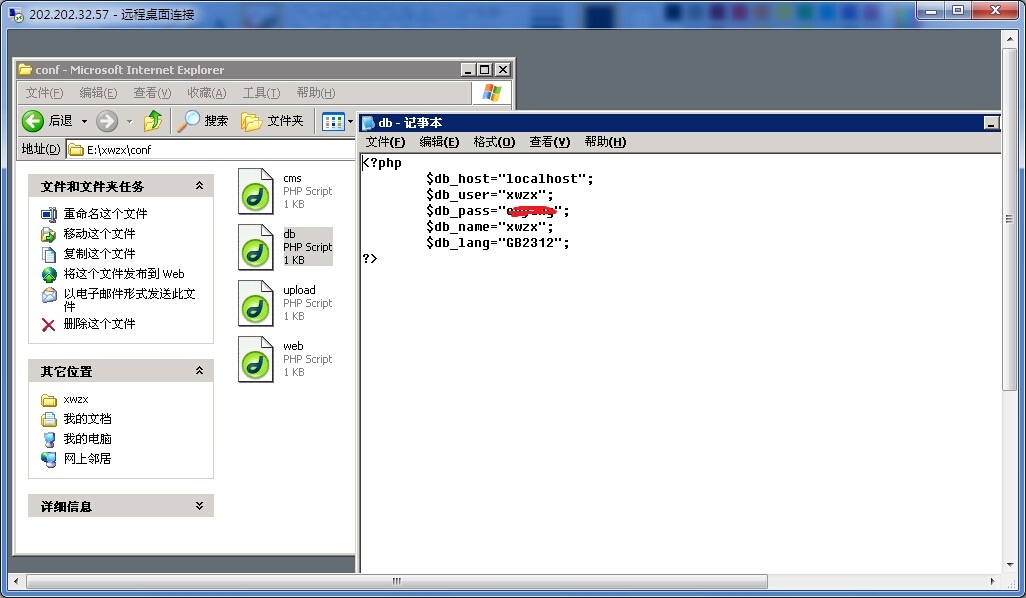 202.202.32.57 - 远程桌面连接
conf - Microsoft Internet Explorer
文件(F) 编辑(E) 查看(V) 收藏(A) 工具(T) 帮助(H)
后退 搜索 文件夹
地址(D) E:\xwzx\conf
文件和文件夹任务
重命名这个文件
移动这个文件
复制这个文件
将这个文件发布到 Web
以电子邮件形式发送此文
件
删除这个文件
其它位置
xwzx
我的文档
我的电脑
网上邻居
详细信息
cms
PHP Script
1 KB
db
PHP Script
1 KB
upload
PHP Script
1 KB
web
PHP Script
1 KB
db - 记事本
文件(F) 编辑(E) 格式(O) 查看(V) 帮助(H)
<?php
$db_host="localhost";
$db_user="xwzx";
$db_pass="";
$db_name="xwzx";
$db_lang="GB2312";
?>